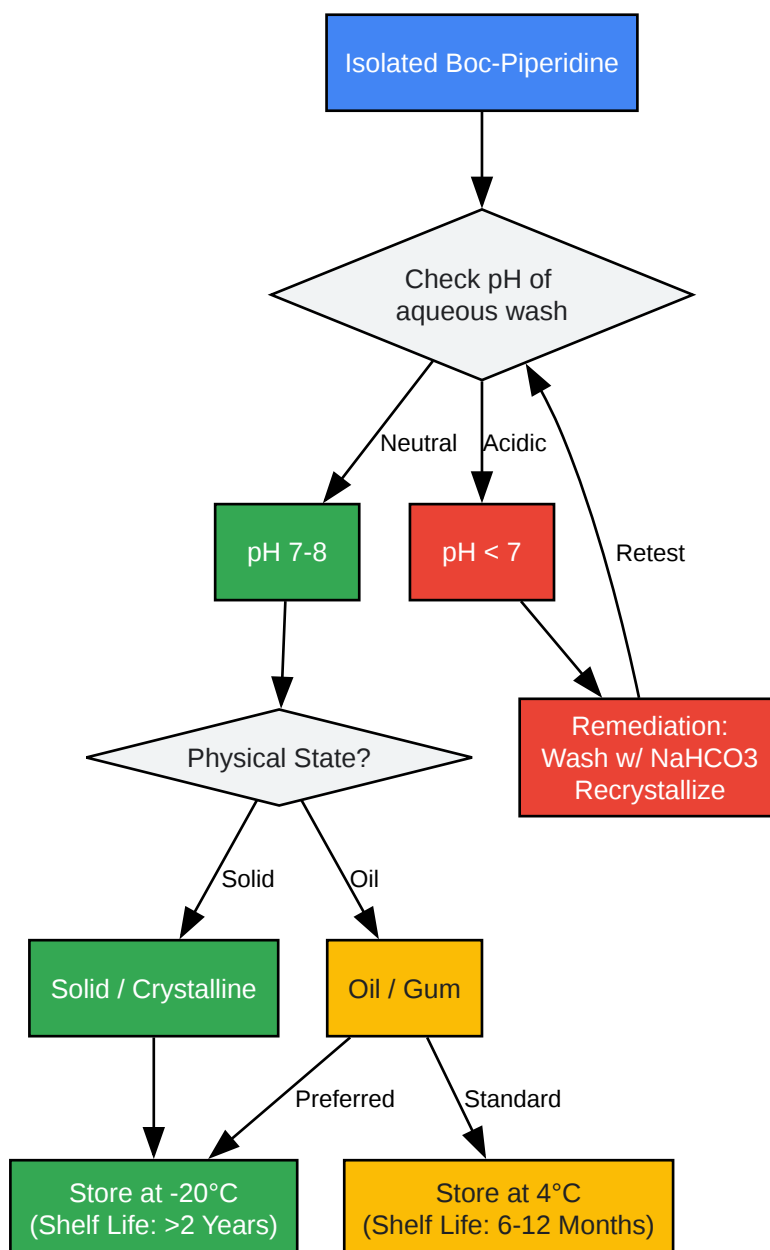 Isolated Boc-Piperidine
Check pH of
aqueous wash
Neutral
Acidic
pH 7-8
pH < 7
Retest
Remediation:
Wash w/ NaHCO3
Recrystallize
Physical State?
Solid
Oil
Solid / Crystalline
Oil / Gum
Preferred
Standard
Store at -20°C
(Shelf Life: >2 Years)
Store at 4°C
(Shelf Life: 6-12 Months)